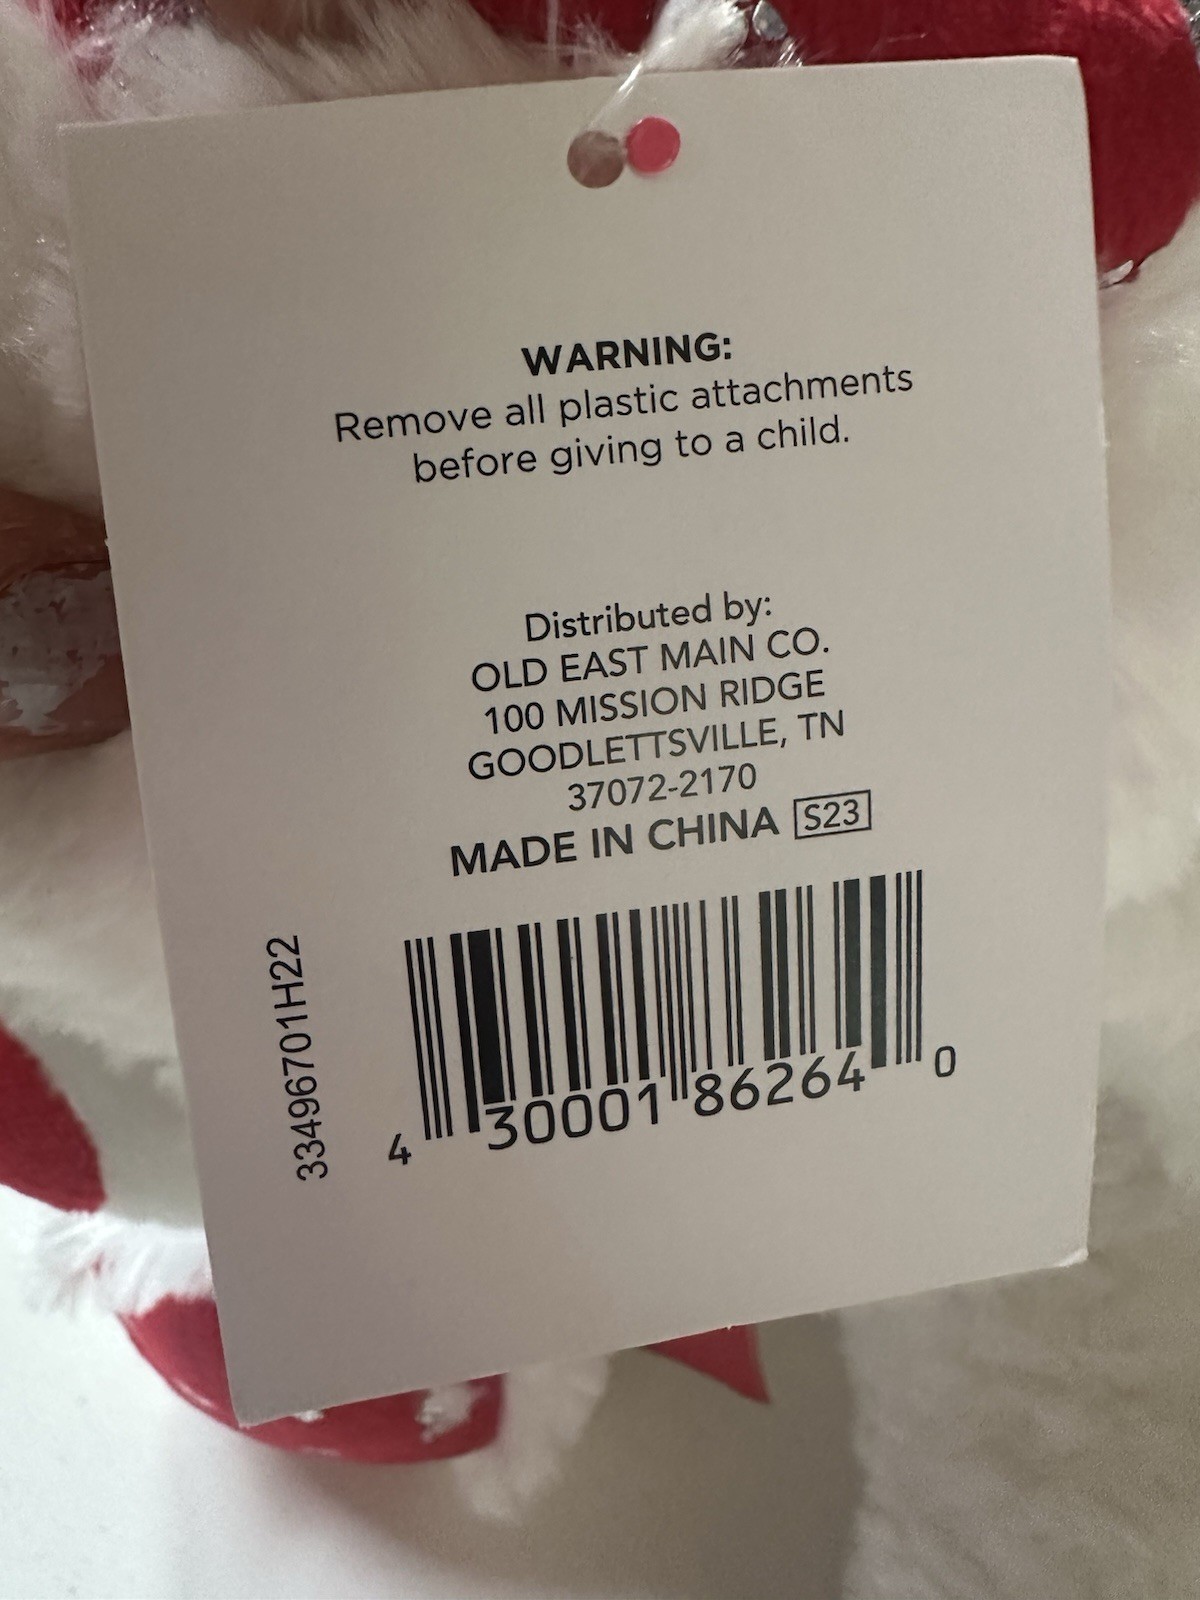 WARNING:
Remove all plastic attachments
before giving to a child.
Distributed by:
OLD EAST MAIN CO.
100 MISSION RIDGE
GOODLETTSVILLE, TN
37072-2170
MADE IN CHINA S23
33496701H22
4 30001 86264 0